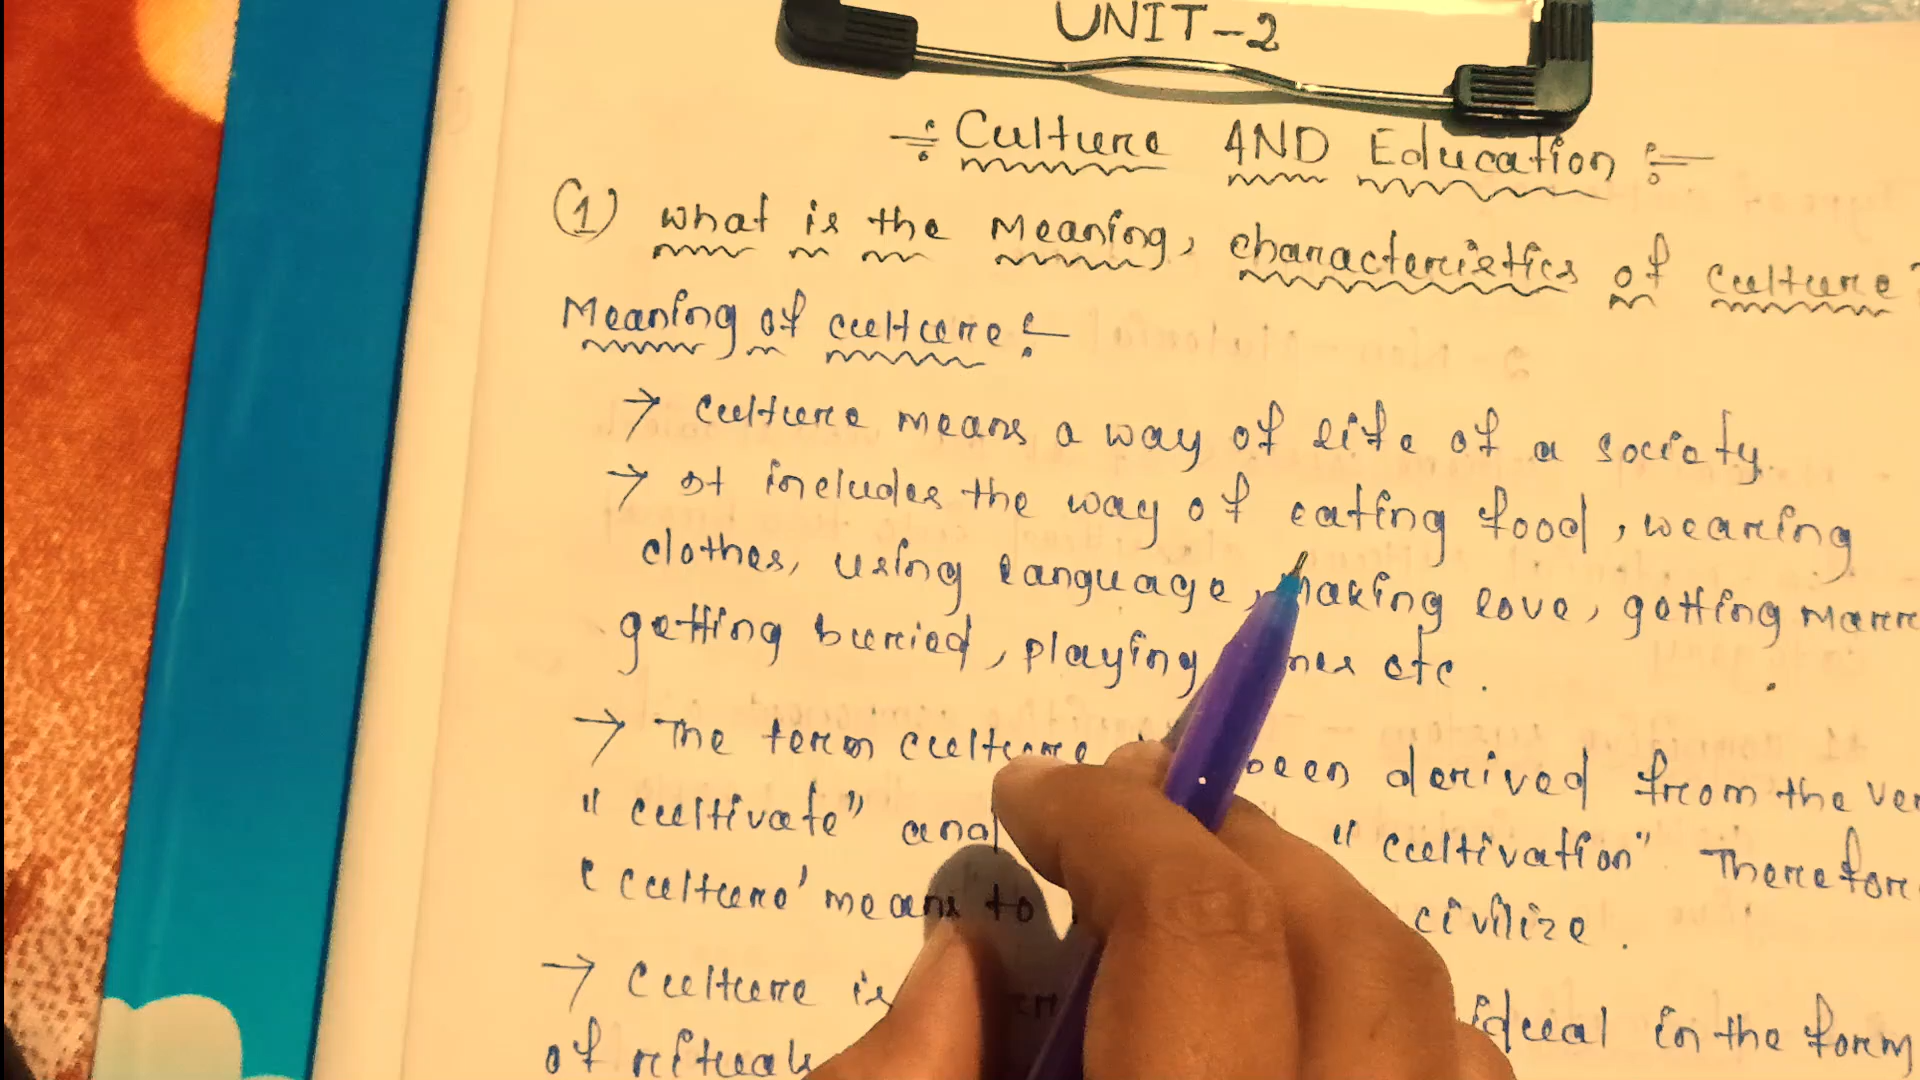 UNIT-2
Culture AND Education
(1) what is the Meaning, characteristics of culture?
Meaning of culture :-
→ culture means a way of life of a society.
→ It includes the way of eating food, wearing
clothes, using language, making love, getting
getting buried, playing etc.
→ The term culture been derived from the
"cultivate" and "cultivation" Therefore
'culture' means to civilize.
→ Culture is in the form
of rituals